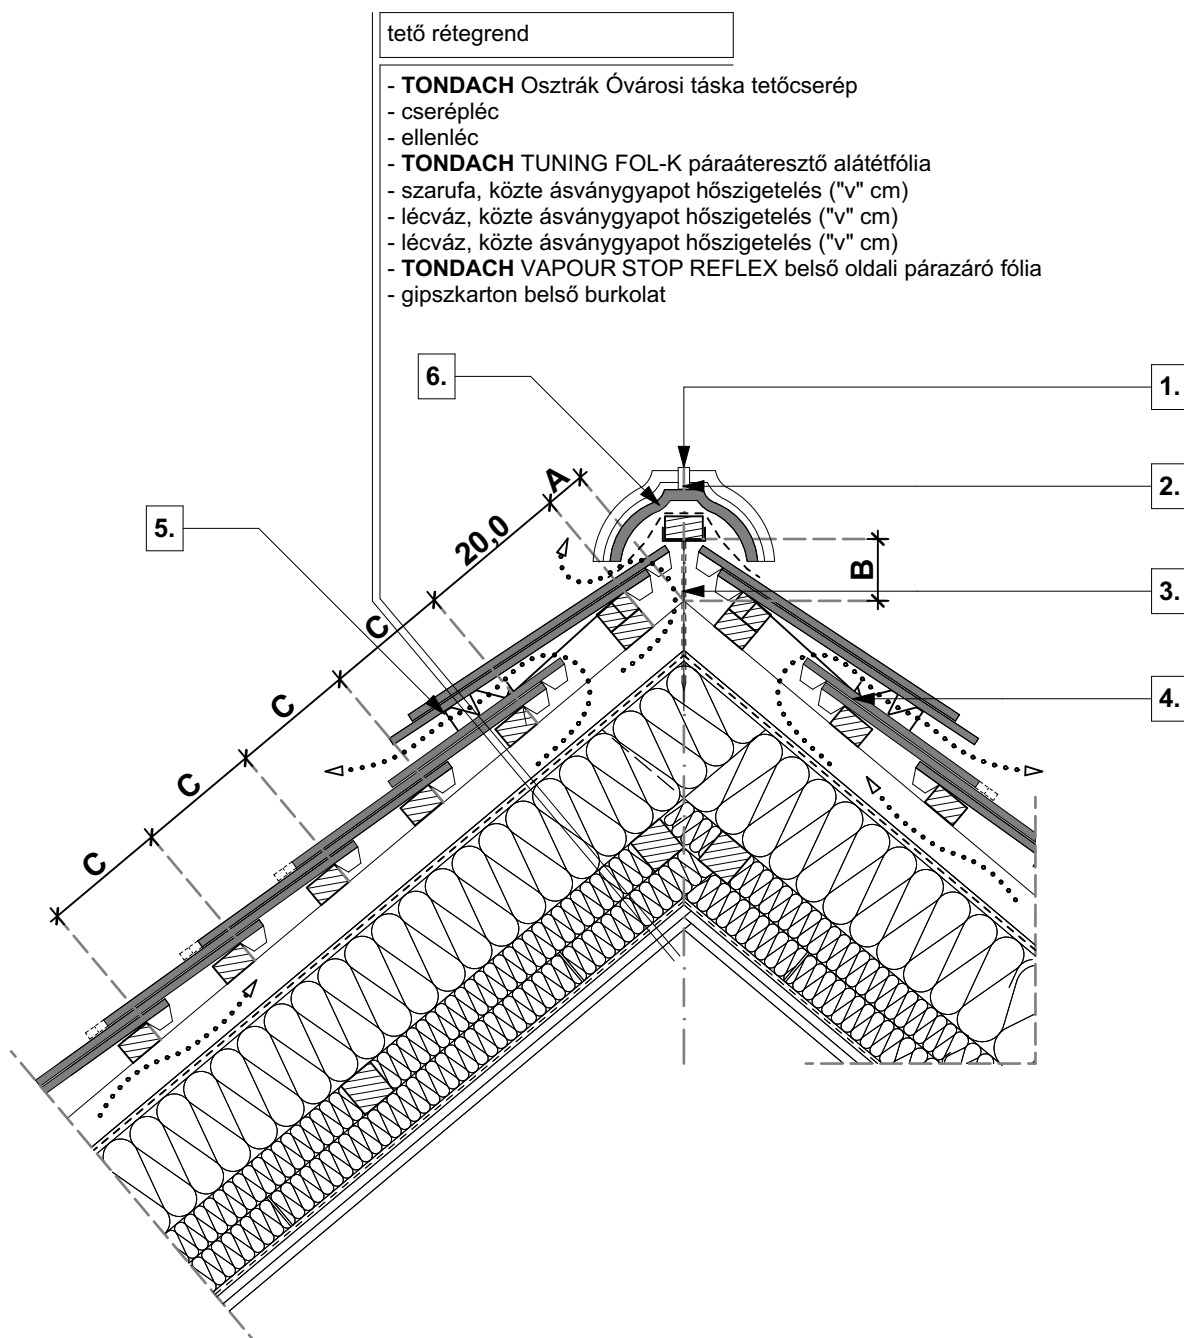 tető rétegrend
- TONDACH Osztrák Óvárosi táska tetőcserép
- cserépléc
- ellenléc
- TONDACH TUNING FOL-K páraáteresztő alátétfólia
- szarufa, közte ásványgyapot hőszigetelés ("v" cm)
- lécváz, közte ásványgyapot hőszigetelés ("v" cm)
- lécváz, közte ásványgyapot hőszigetelés ("v" cm)
- TONDACH VAPOUR STOP REFLEX belső oldali párazáró fólia
- gipszkarton belső burkolat
6.
1.
2.
A
5.
20,0
B
3.
C
4.
C
C
C